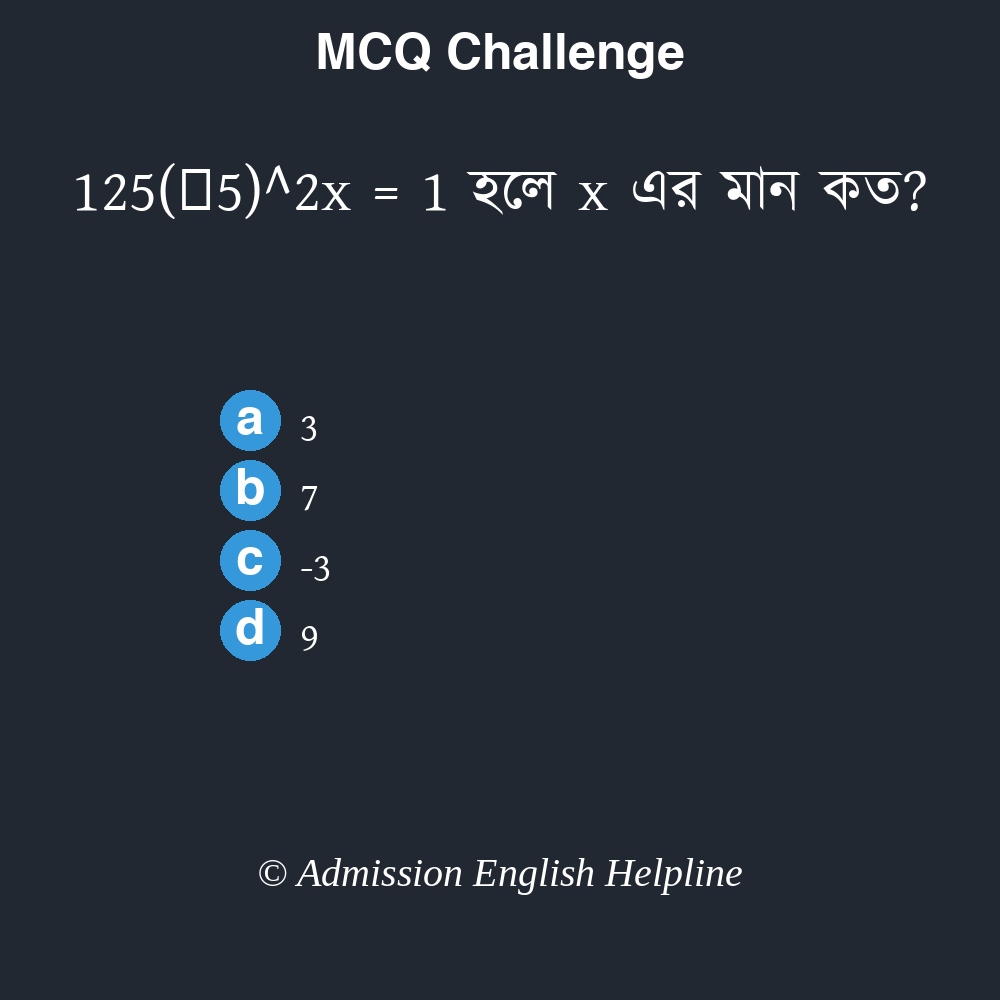 MCQ Challenge
125(▯5)^2x = 1 হলে x এর মান কত?
a 3
b 7
c -3
d 9
© Admission English Helpline